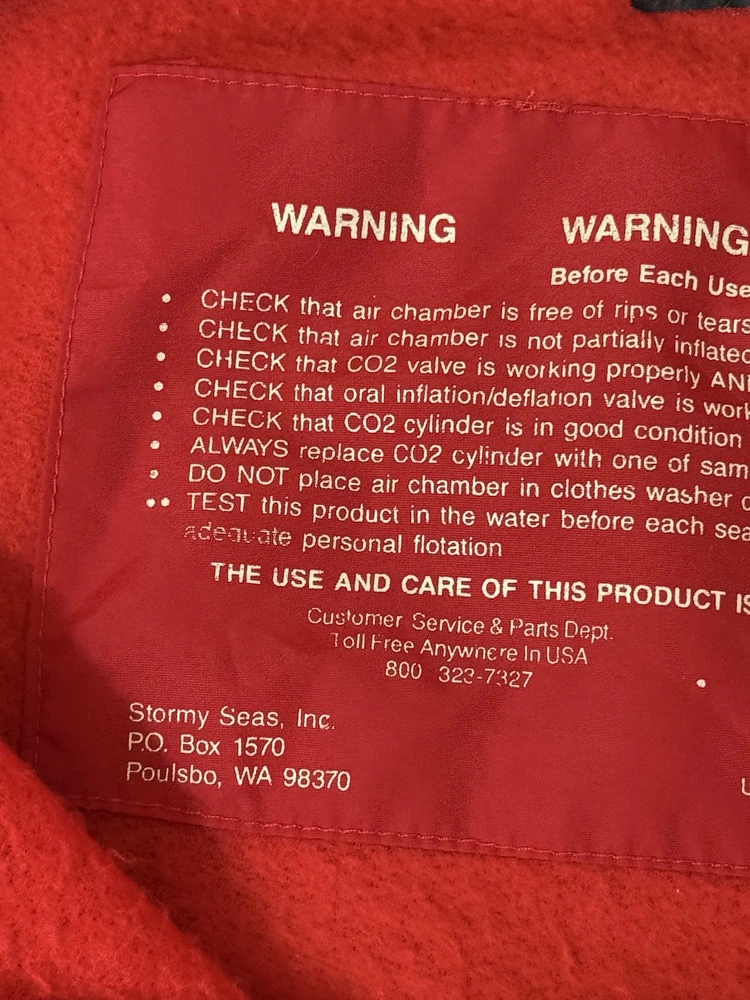 WARNING WARNING
Before Each Use
• CHECK that air chamber is free of rips or tears
• CHECK that air chamber is not partially inflated
• CHECK that CO2 valve is working properly AND
• CHECK that oral inflation/deflation valve is work
• CHECK that CO2 cylinder is in good condition
• ALWAYS replace CO2 cylinder with one of sam
• DO NOT place air chamber in clothes washer
•• TEST this product in the water before each sea
adequate personal flotation
THE USE AND CARE OF THIS PRODUCT IS
Customer Service & Parts Dept.
Toll Free Anywhere In USA
800 323-7327
Stormy Seas, Inc.
P.O. Box 1570
Poulsbo, WA 98370